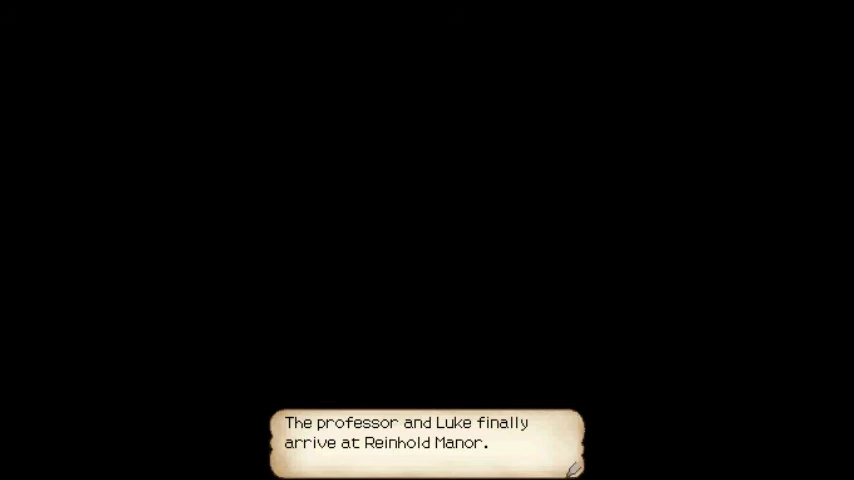 The professor and Luke finally
arrive at Reinhold Manor.